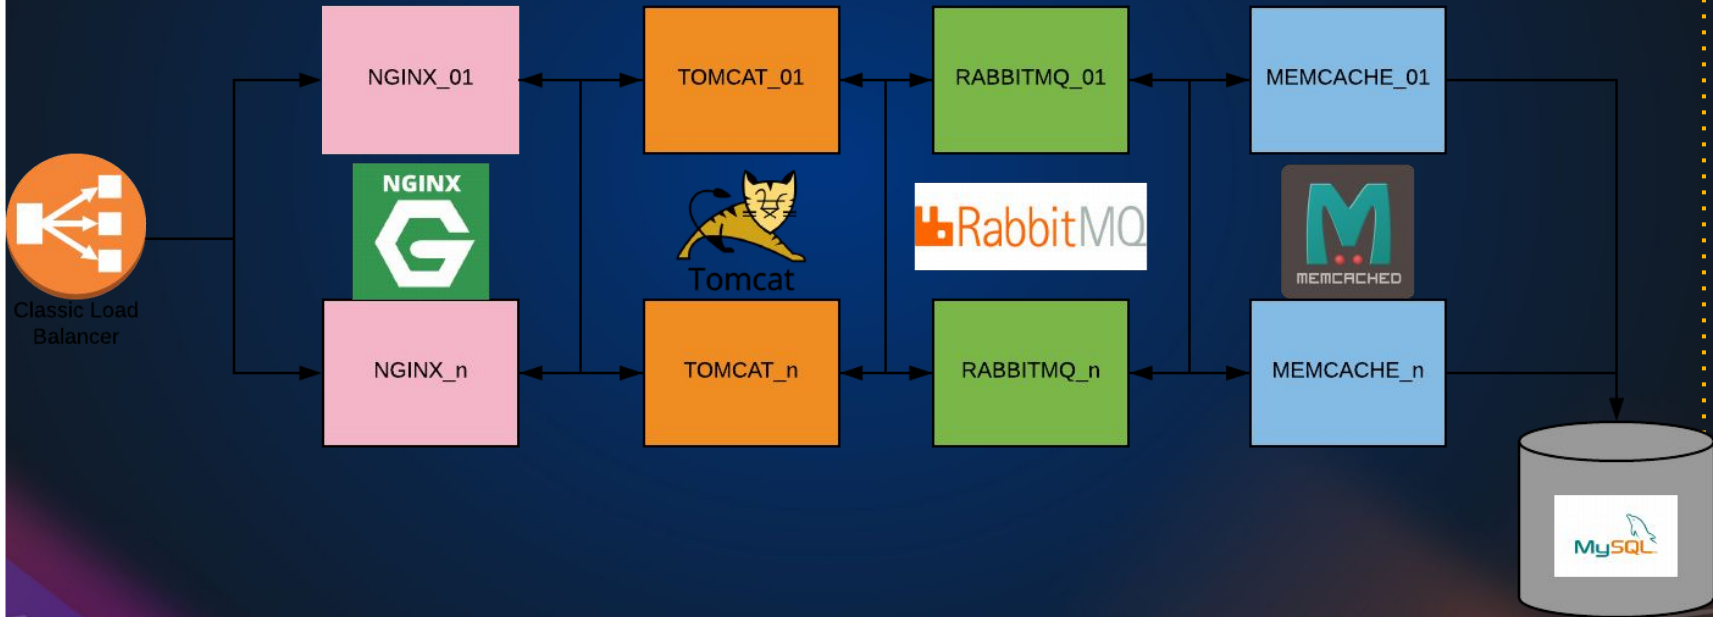 NGINX_01
TOMCAT_01
RABBITMQ_01
MEMCACHE_01
NGINX
Tomcat
RabbitMQ
MEMCACHED
Classic Load
Balancer
NGINX_n
TOMCAT_n
RABBITMQ_n
MEMCACHE_n
MySQL